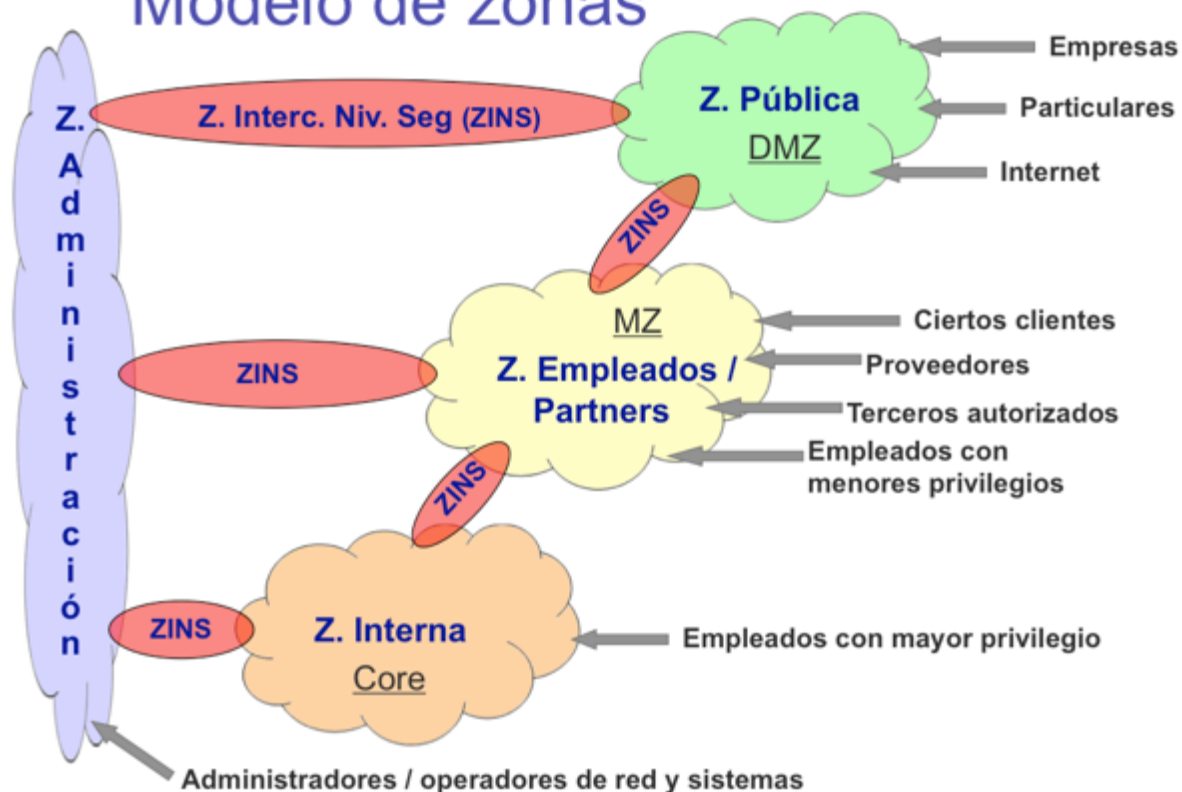 Modelo de zonas
Z. Administración
Z. Interc. Niv. Seg (ZINS)
Z. Pública
DMZ
Empresas
Particulares
Internet
ZINS
MZ
Z. Empleados /
Partners
Ciertos clientes
Proveedores
Terceros autorizados
Empleados con
menores privilegios
ZINS
ZINS
Z. Interna
Core
ZINS
Empleados con mayor privilegio
Administradores / operadores de red y sistemas